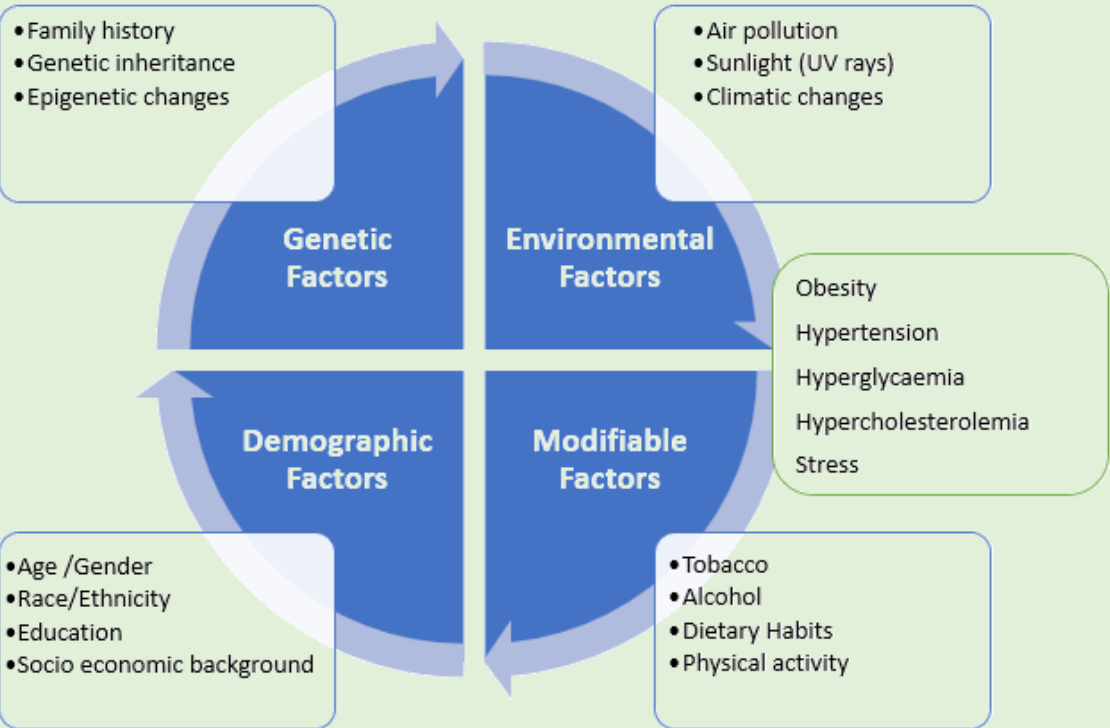 •Family history
•Genetic inheritance
•Epigenetic changes
•Air pollution
•Sunlight (UV rays)
•Climatic changes
Genetic
Factors
Environmental
Factors
Obesity
Hypertension
Hyperglycaemia
Hypercholesterolemia
Stress
Demographic
Factors
Modifiable
Factors
•Age /Gender
•Race/Ethnicity
•Education
•Socio economic background
•Tobacco
•Alcohol
•Dietary Habits
•Physical activity